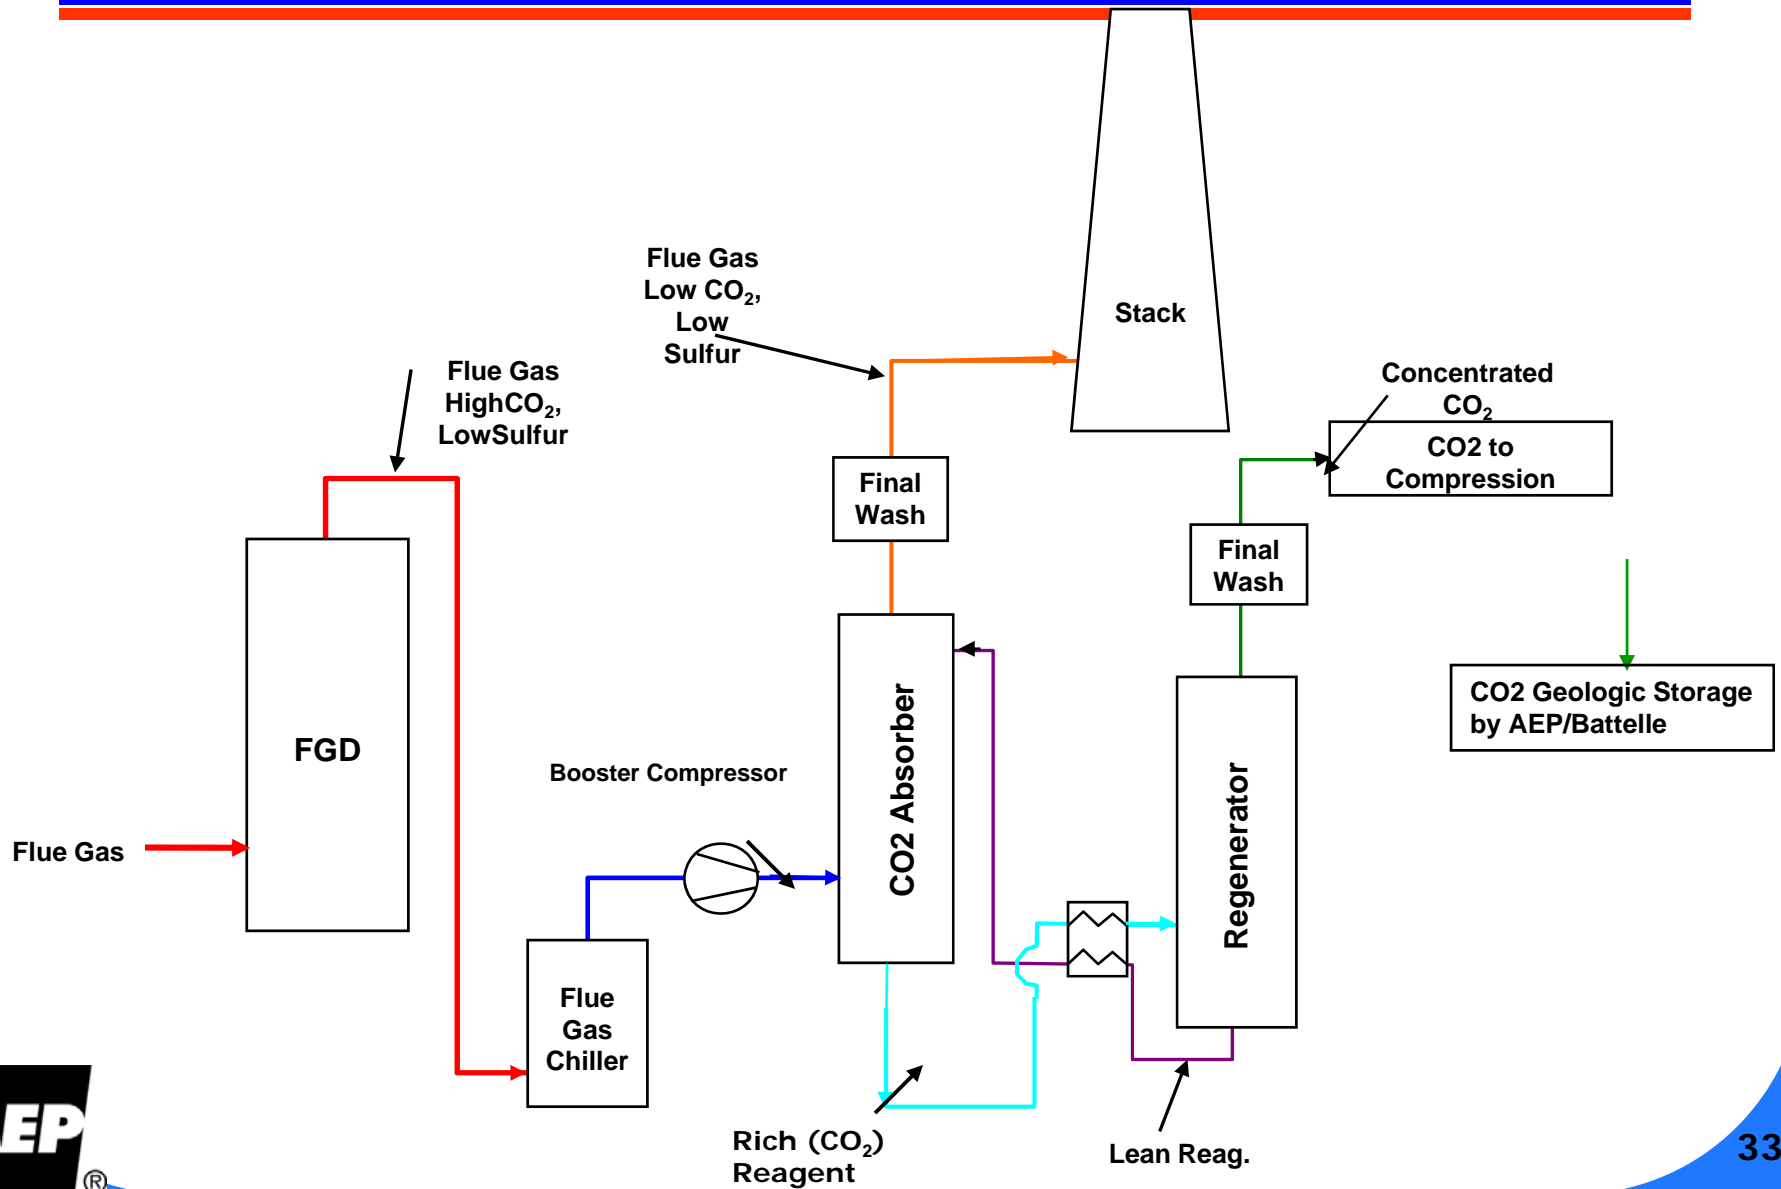 Stack
Flue Gas
Low CO₂,
Low
Sulfur
Flue Gas
HighCO₂,
LowSulfur
Concentrated
CO₂
CO2 to
Compression
Final
Wash
Final
Wash
CO2 Geologic Storage
by AEP/Battelle
FGD
Booster Compressor
CO2 Absorber
Regenerator
Flue Gas
Flue
Gas
Chiller
Rich (CO₂)
Reagent
Lean Reag.
EP
®
33